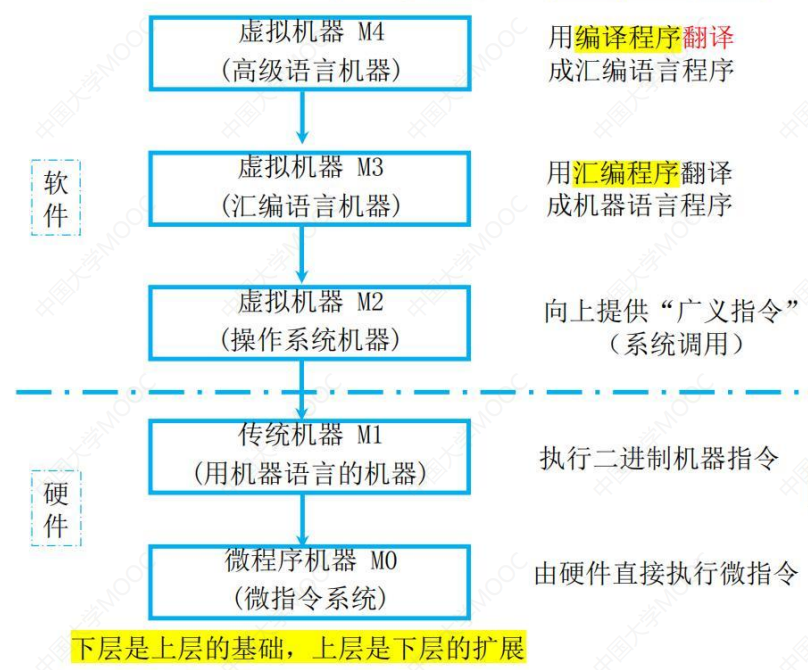 虚拟机器 M4
(高级语言机器)
用编译程序翻译
成汇编语言程序
软件
虚拟机器 M3
(汇编语言机器)
用汇编程序翻译
成机器语言程序
虚拟机器 M2
(操作系统机器)
向上提供“广义指令”
（系统调用）
硬件
传统机器 M1
(用机器语言的机器)
执行二进制机器指令
微程序机器 M0
(微指令系统)
由硬件直接执行微指令
下层是上层的基础，上层是下层的扩展
中国大学MOOC